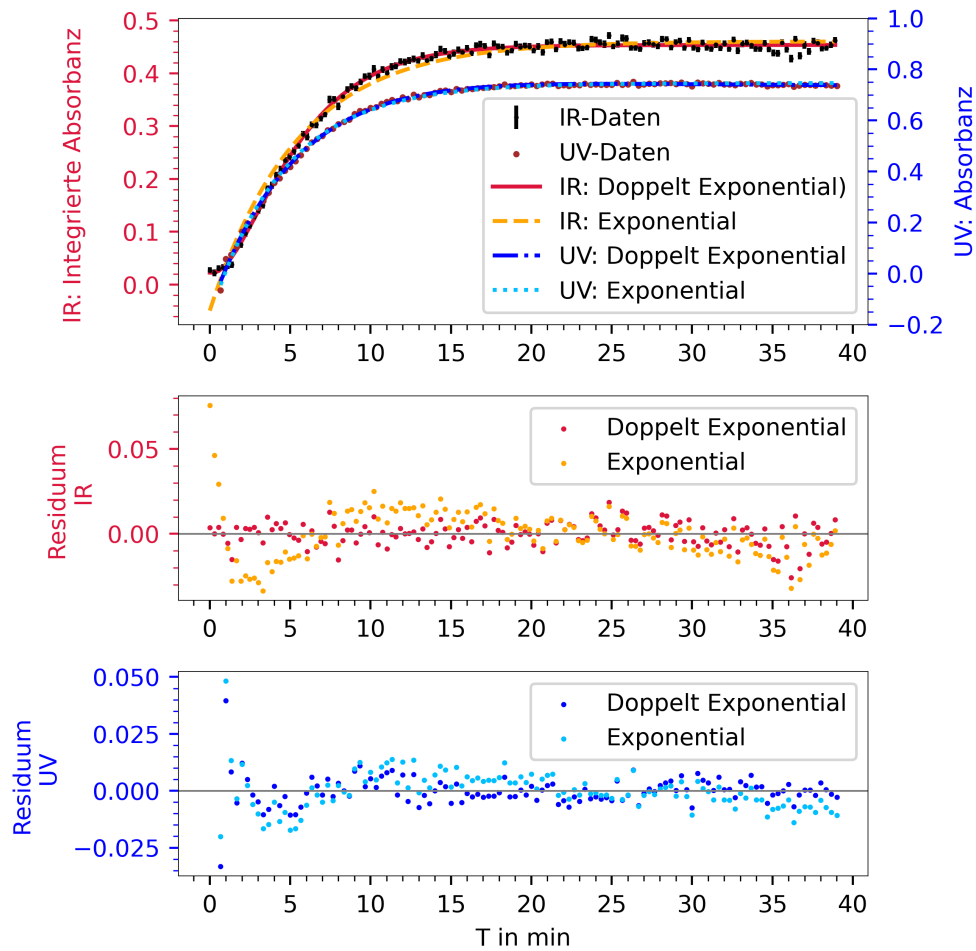 0.5
0.4
0.3
0.2
0.1
0.0
IR: Integrierte Absorbanz
1.0
0.8
0.6
0.4
0.2
0.0
−0.2
UV: Absorbanz
IR-Daten
UV-Daten
IR: Doppelt Exponential)
IR: Exponential
UV: Doppelt Exponential
UV: Exponential
0 5 10 15 20 25 30 35 40
0.05
0.00
Residuum
IR
Doppelt Exponential
Exponential
0 5 10 15 20 25 30 35 40
0.050
0.025
0.000
−0.025
Residuum
UV
Doppelt Exponential
Exponential
0 5 10 15 20 25 30 35 40
T in min